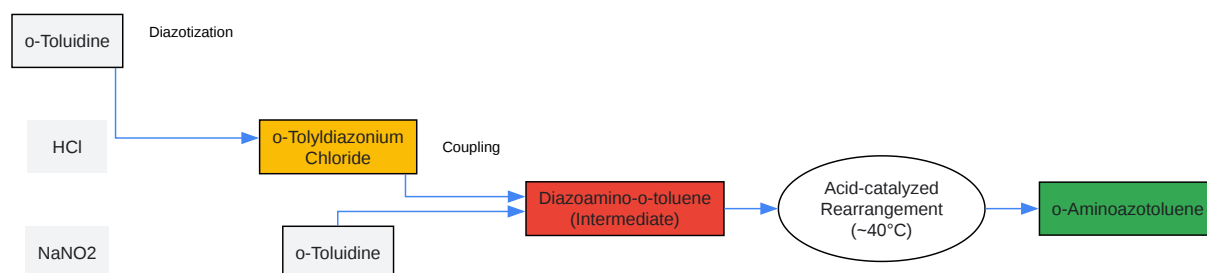 o-Toluidine
Diazotization
HCl
o-Tolyldiazonium
Chloride
Coupling
NaNO2
o-Toluidine
Diazoamino-o-toluene
(Intermediate)
Acid-catalyzed
Rearrangement
(~40°C)
o-Aminoazotoluene